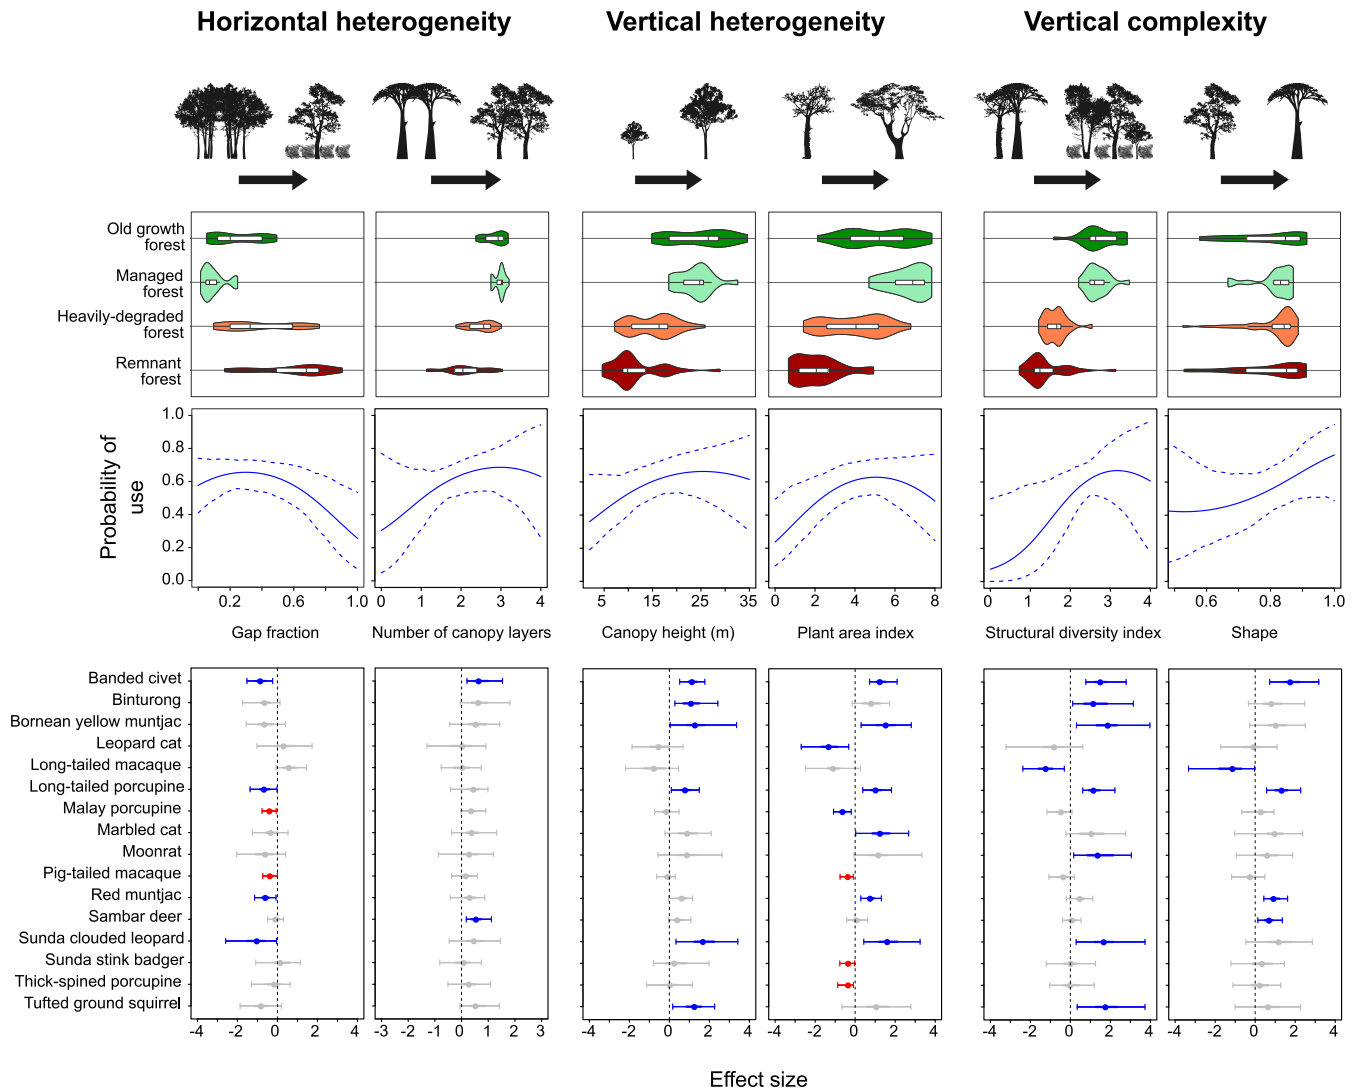 Horizontal heterogeneity
Vertical heterogeneity
Vertical complexity
Old growth
forest
Managed
forest
Heavily-degraded
forest
Remnant
forest
Probability of
use
1.0
0.8
0.6
0.4
0.2
0.0
0.2 0.6 1.0
0 1 2 3 4
5 15 25 35
0 2 4 6 8
0 1 2 3 4
0.6 0.8 1.0
Gap fraction
Number of canopy layers
Canopy height (m)
Plant area index
Structural diversity index
Shape
Banded civet
Binturong
Bornean yellow muntjac
Leopard cat
Long-tailed macaque
Long-tailed porcupine
Malay porcupine
Marbled cat
Moonrat
Pig-tailed macaque
Red muntjac
Sambar deer
Sunda clouded leopard
Sunda stink badger
Thick-spined porcupine
Tufted ground squirrel
-4 -2 0 2 4
-3 -2 -1 0 1 2 3
-4 -2 0 2 4
-4 -2 0 2 4
-4 -2 0 2 4
-4 -2 0 2 4
Effect size